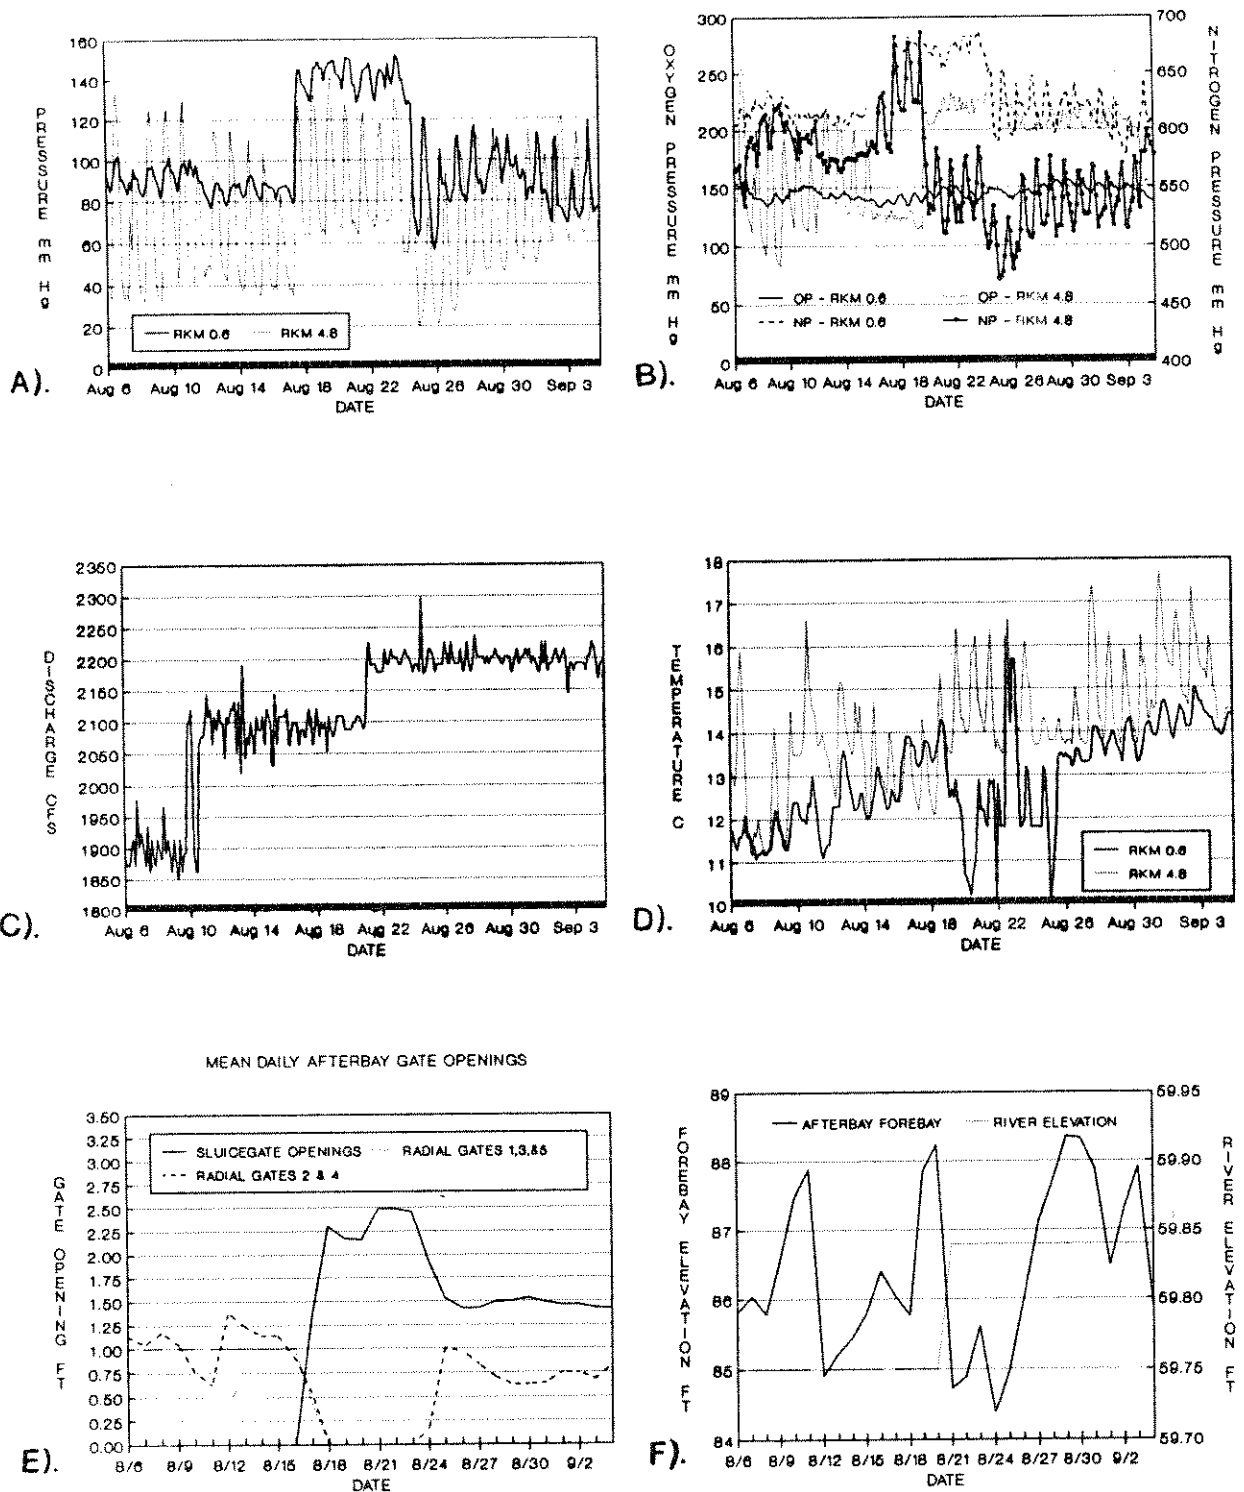 160
140
120
100
80
60
40
20
0
PRESSURE mm Hg
RKM 0.6 RKM 4.8
Aug 6 Aug 10 Aug 14 Aug 18 Aug 22 Aug 26 Aug 30 Sep 3
DATE
A).
300
250
200
150
100
50
0
OXYGEN PRESSURE mm Hg
700
650
600
550
500
450
400
NITROGEN PRESSURE mm Hg
OP - RKM 0.6 OP - RKM 4.8
NP - RKM 0.6 NP - RKM 4.8
Aug 6 Aug 10 Aug 14 Aug 18 Aug 22 Aug 26 Aug 30 Sep 3
DATE
B).
2350
2300
2250
2200
2150
2100
2050
2000
1950
1900
1850
1800
DISCHARGE CFS
Aug 6 Aug 10 Aug 14 Aug 18 Aug 22 Aug 26 Aug 30 Sep 3
DATE
C).
18
17
16
15
14
13
12
11
10
TEMPERATURE C
RKM 0.6
RKM 4.8
Aug 6 Aug 10 Aug 14 Aug 18 Aug 22 Aug 26 Aug 30 Sep 3
DATE
D).
MEAN DAILY AFTERBAY GATE OPENINGS
3.50
3.25
3.00
2.75
2.50
2.25
2.00
1.75
1.50
1.25
1.00
0.75
0.50
0.25
0.00
GATE OPENING FT
SLUICEGATE OPENINGS RADIAL GATES 1,3,&5
RADIAL GATES 2 & 4
8/6 8/9 8/12 8/15 8/18 8/21 8/24 8/27 8/30 9/2
DATE
E).
89
88
87
86
85
84
FOREBAY ELEVATION FT
59.95
59.90
59.85
59.80
59.75
59.70
RIVER ELEVATION FT
AFTERBAY FOREBAY RIVER ELEVATION
8/6 8/9 8/12 8/15 8/18 8/21 8/24 8/27 8/30 9/2
DATE
F).